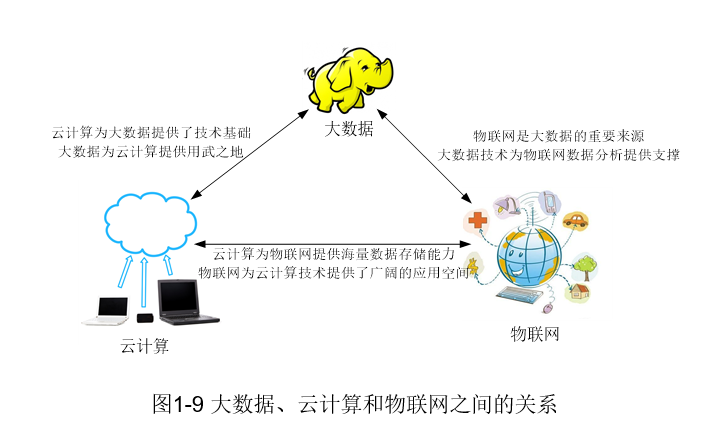 大数据
云计算为大数据提供了技术基础
大数据为云计算提供用武之地
物联网是大数据的重要来源
大数据技术为物联网数据分析提供支撑
云计算为物联网提供海量数据存储能力
物联网为云计算技术提供了广阔的应用空间
云计算
物联网
图1-9 大数据、云计算和物联网之间的关系